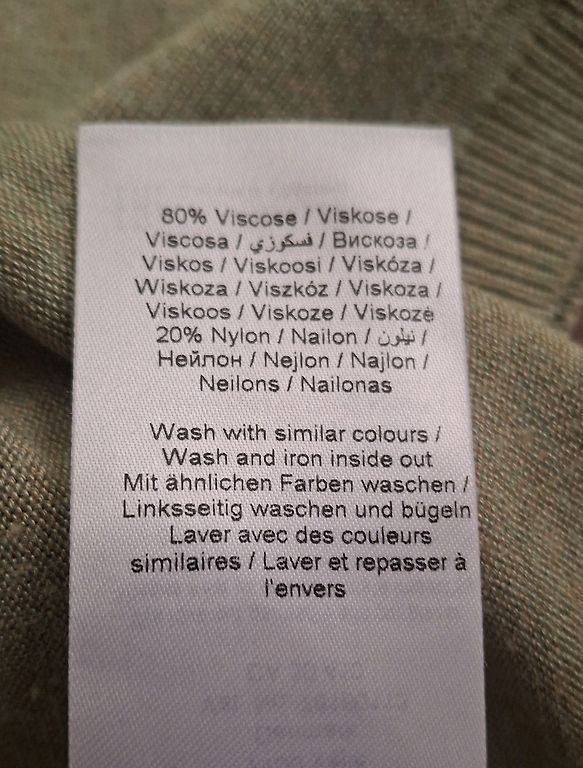 80% Viscose / Viskose /
Viscosa / فسكوزي / Вискоза /
Viskos / Viskoosi / Viskóza /
Wiskoza / Viszkóz / Viskoza /
Viskoos / Viskoze / Viskozė
20% Nylon / Nailon / نيلون /
Нейлон / Nejlon / Najlon /
Neilons / Nailonas
Wash with similar colours /
Wash and iron inside out
Mit ähnlichen Farben waschen /
Linksseitig waschen und bügeln
Laver avec des couleurs
similaires / Laver et repasser à
l'envers